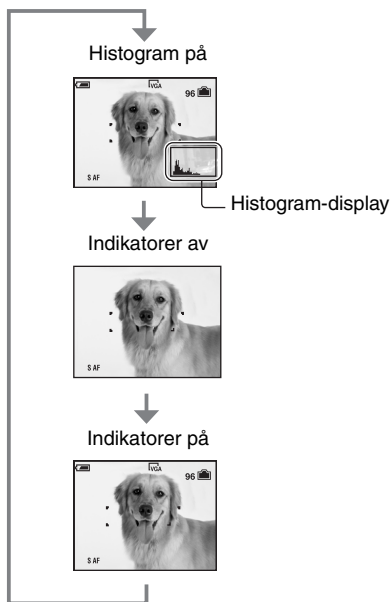 Histogram på
VGA
96
S AF
Histogram-display
Indikatorer av
S AF
Indikatorer på
VGA
96
S AF